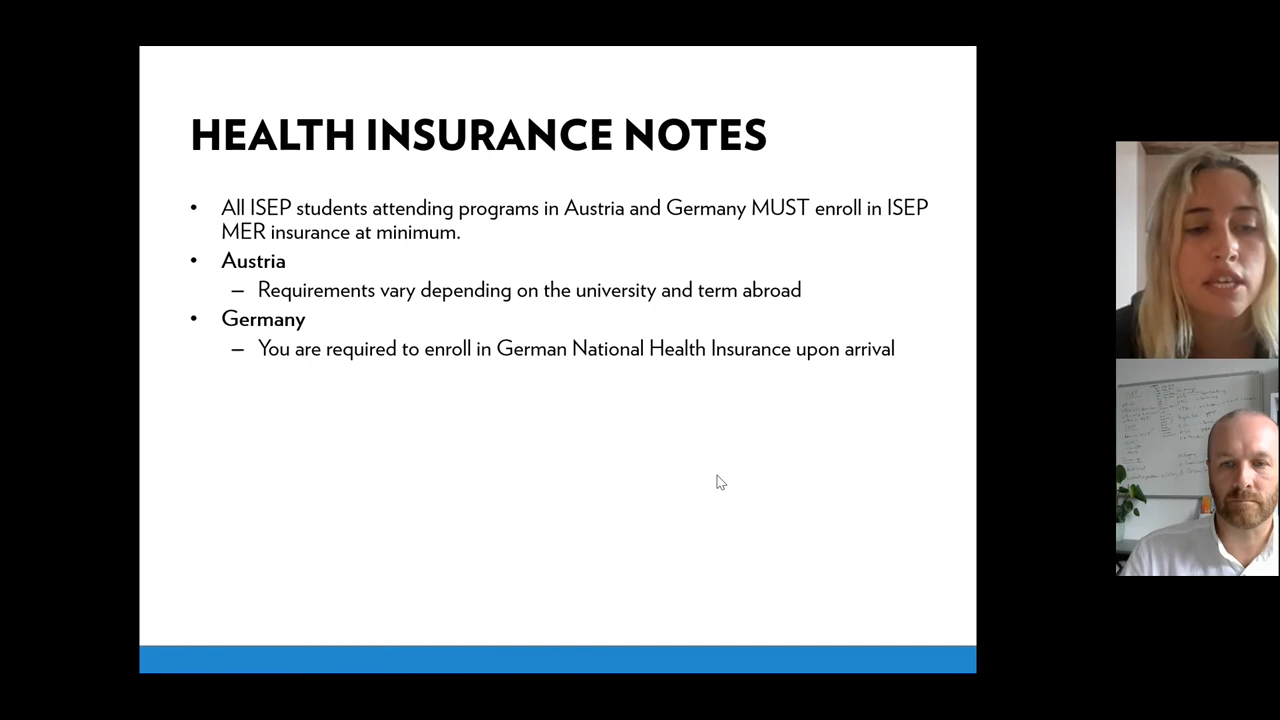 HEALTH INSURANCE NOTES
• All ISEP students attending programs in Austria and Germany MUST enroll in ISEP
MER insurance at minimum.
• Austria
– Requirements vary depending on the university and term abroad
• Germany
– You are required to enroll in German National Health Insurance upon arrival